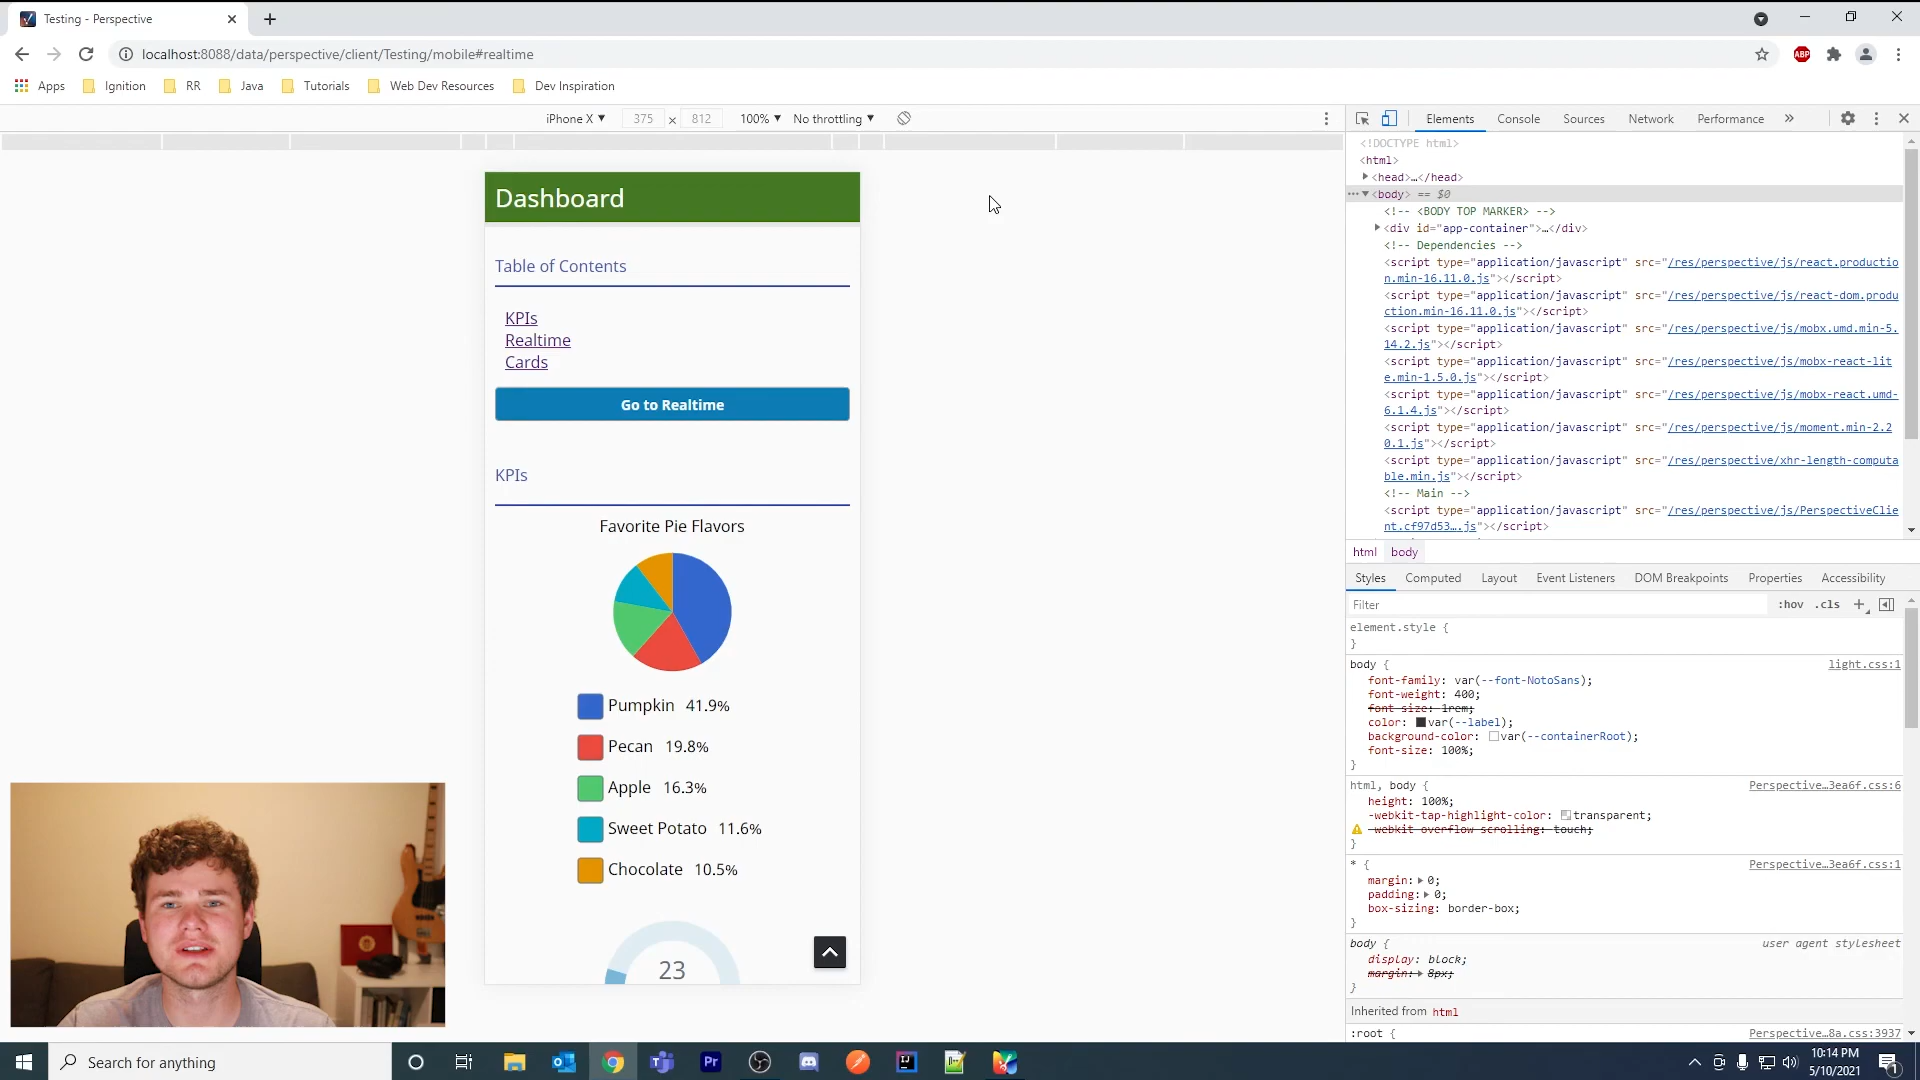 Testing - Perspective
localhost:8088/data/perspective/client/Testing/mobile#realtime
ABP
Apps Ignition RR Java Tutorials Web Dev Resources Dev Inspiration
iPhone X ▼ 375 x 812 100% ▼ No throttling ▼
Elements Console Sources Network Performance »
Dashboard
Table of Contents
KPIs
Realtime
Cards
Go to Realtime
KPIs
Favorite Pie Flavors
Pumpkin 41.9%
Pecan 19.8%
Apple 16.3%
Sweet Potato 11.6%
Chocolate 10.5%
23
<!DOCTYPE html>
<html>
<head>…</head>
<body> == $0
<!-- <BODY TOP MARKER> -->
<div id="app-container">…</div>
<!-- Dependencies -->
<script type="application/javascript" src="/res/perspective/js/react.productio
n.min-16.11.0.js"></script>
<script type="application/javascript" src="/res/perspective/js/react-dom.produ
ction.min-16.11.0.js"></script>
<script type="application/javascript" src="/res/perspective/js/mobx.umd.min-5.
14.2.js"></script>
<script type="application/javascript" src="/res/perspective/js/mobx-react-lit
e.min-1.5.0.js"></script>
<script type="application/javascript" src="/res/perspective/js/mobx-react.umd-
6.1.4.js"></script>
<script type="application/javascript" src="/res/perspective/js/moment.min-2.2
0.1.js"></script>
<script type="application/javascript" src="/res/perspective/xhr-length-computa
ble.min.js"></script>
<!-- Main -->
<script type="application/javascript" src="/res/perspective/js/PerspectiveClie
nt.cf97d53….js"></script>
html body
Styles Computed Layout Event Listeners DOM Breakpoints Properties Accessibility
Filter :hov .cls +
element.style {
}
body { light.css:1
font-family: var(--font-NotoSans);
font-weight: 400;
font-size: 1rem;
color: var(--label);
background-color: var(--containerRoot);
font-size: 100%;
}
html, body { Perspective…3ea6f.css:6
height: 100%;
-webkit-tap-highlight-color: transparent;
-webkit-overflow-scrolling: touch;
}
* { Perspective…3ea6f.css:1
margin: 0;
padding: 0;
box-sizing: border-box;
}
body { user agent stylesheet
display: block;
margin: 8px;
}
Inherited from html
:root { Perspective…8a.css:3937
Search for anything
Pr
IJ
10:14 PM
5/10/2021
1